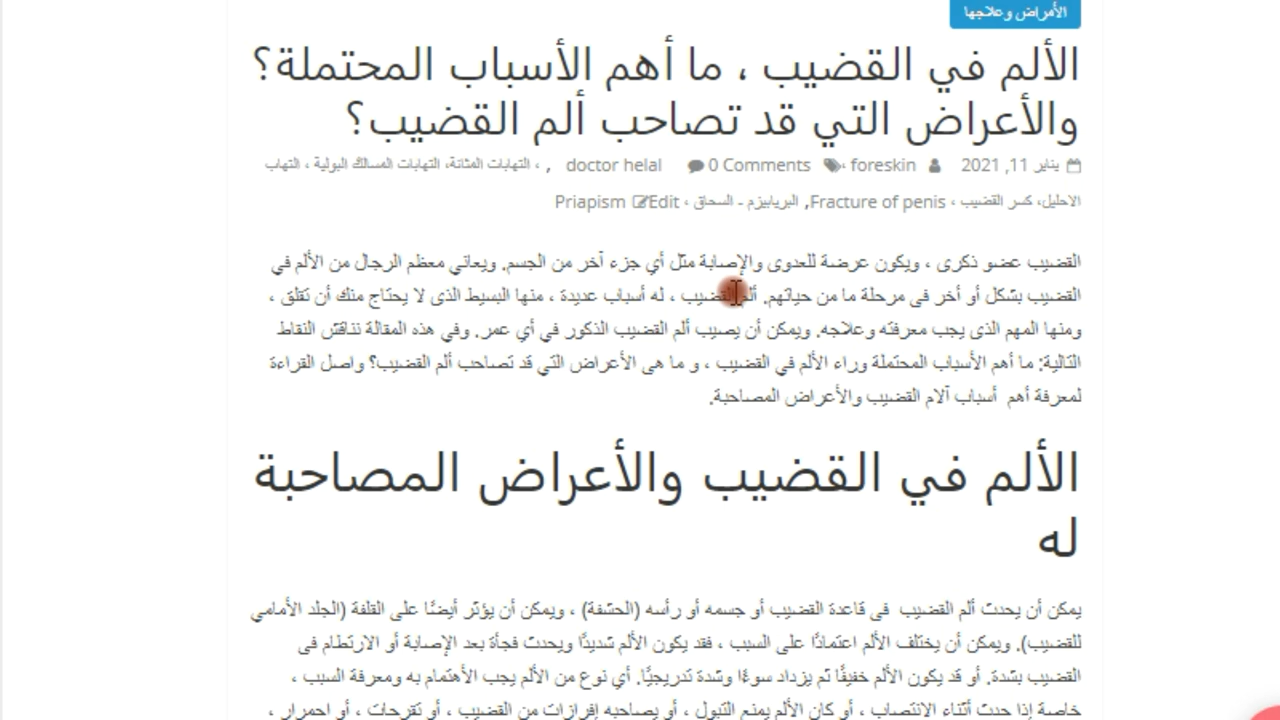 الأمراض وعلاجها
الألم في القضيب ، ما أهم الأسباب المحتملة؟
والأعراض التي قد تصاحب ألم القضيب؟
يناير 11, 2021 doctor helal 0 Comments foreskin، ، التهابات المثانة، التهابات المسالك البولية ، التهاب ,
الاحليل، كسر القضيب ، Fracture of penis, البريابيزم - السحاق ، Priapism Edit
القضيب عضو ذكرى ، ويكون عرضة للعدوى والإصابة مثل أي جزء آخر من الجسم. ويعاني معظم الرجال من الألم في
القضيب بشكل أو أخر فى مرحلة ما من حياتهم. ألم القضيب ، له أسباب عديدة ، منها البسيط الذى لا يحتاج منك أن تقلق ،
ومنها المهم الذى يجب معرفته وعلاجه. ويمكن أن يصيب ألم القضيب الذكور في أي عمر. وفي هذه المقالة نناقش النقاط
التالية: ما أهم الأسباب المحتملة وراء الألم في القضيب ، و ما هى الأعراض التي قد تصاحب ألم القضيب؟ واصل القراءة
لمعرفة أهم أسباب آلام القضيب والأعراض المصاحبة.
الألم في القضيب والأعراض المصاحبة
له
يمكن أن يحدث ألم القضيب فى قاعدة القضيب أو جسمه أو رأسه (الحشفة) ، ويمكن أن يؤثر أيضًا على القلفة (الجلد الأمامي
للقضيب). ويمكن أن يختلف الألم اعتمادًا على السبب ، فقد يكون الألم شديدًا ويحدث فجأة بعد الإصابة أو الارتطام فى
القضيب بشدة. أو قد يكون الألم خفيفًا ثم يزداد سوءًا وشدة تدريجيًا. أي نوع من الألم يجب الأهتمام به ومعرفة السبب ،
خاصة إذا حدث أثناء الانتصاب ، أو كان الألم يمنع التبول ، أو يصاحبه إفرازات من القضيب ، أو تقرحات ، أو احمرار ،